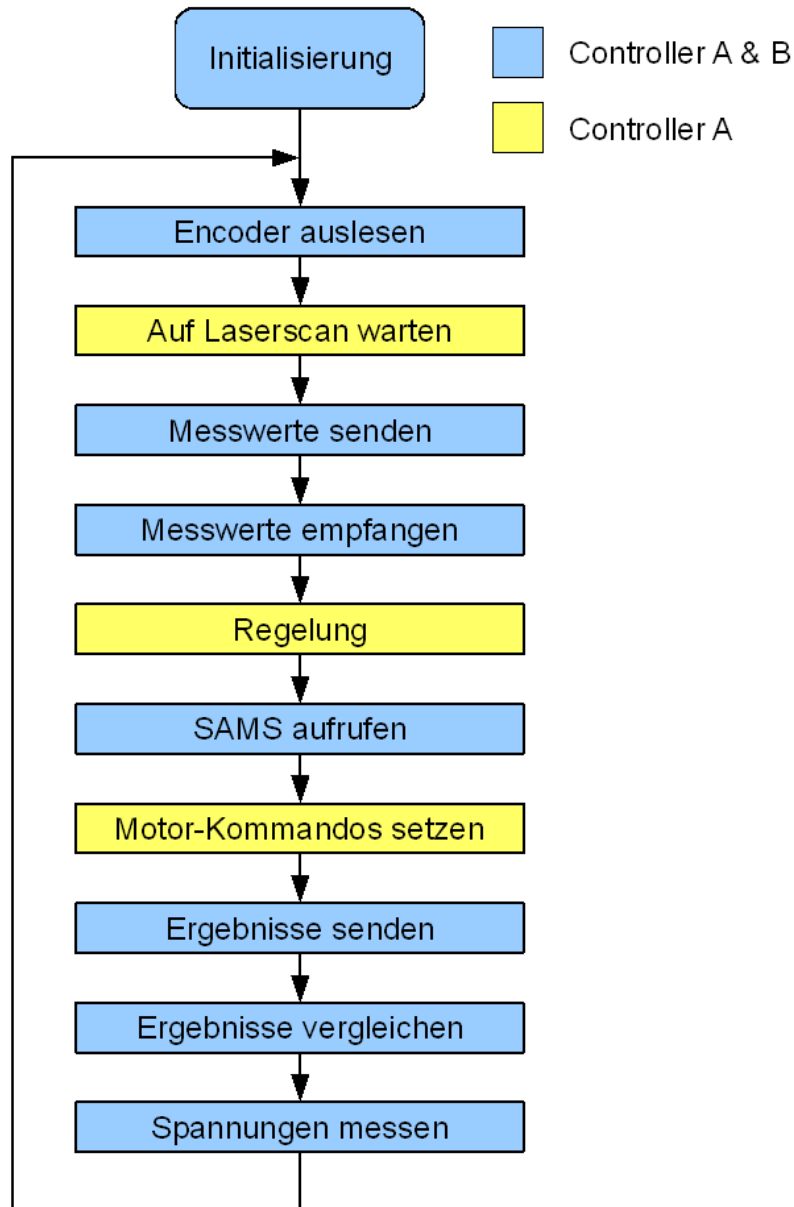 Initialisierung
Controller A & B
Controller A
Encoder auslesen
Auf Laserscan warten
Messwerte senden
Messwerte empfangen
Regelung
SAMS aufrufen
Motor-Kommandos setzen
Ergebnisse senden
Ergebnisse vergleichen
Spannungen messen